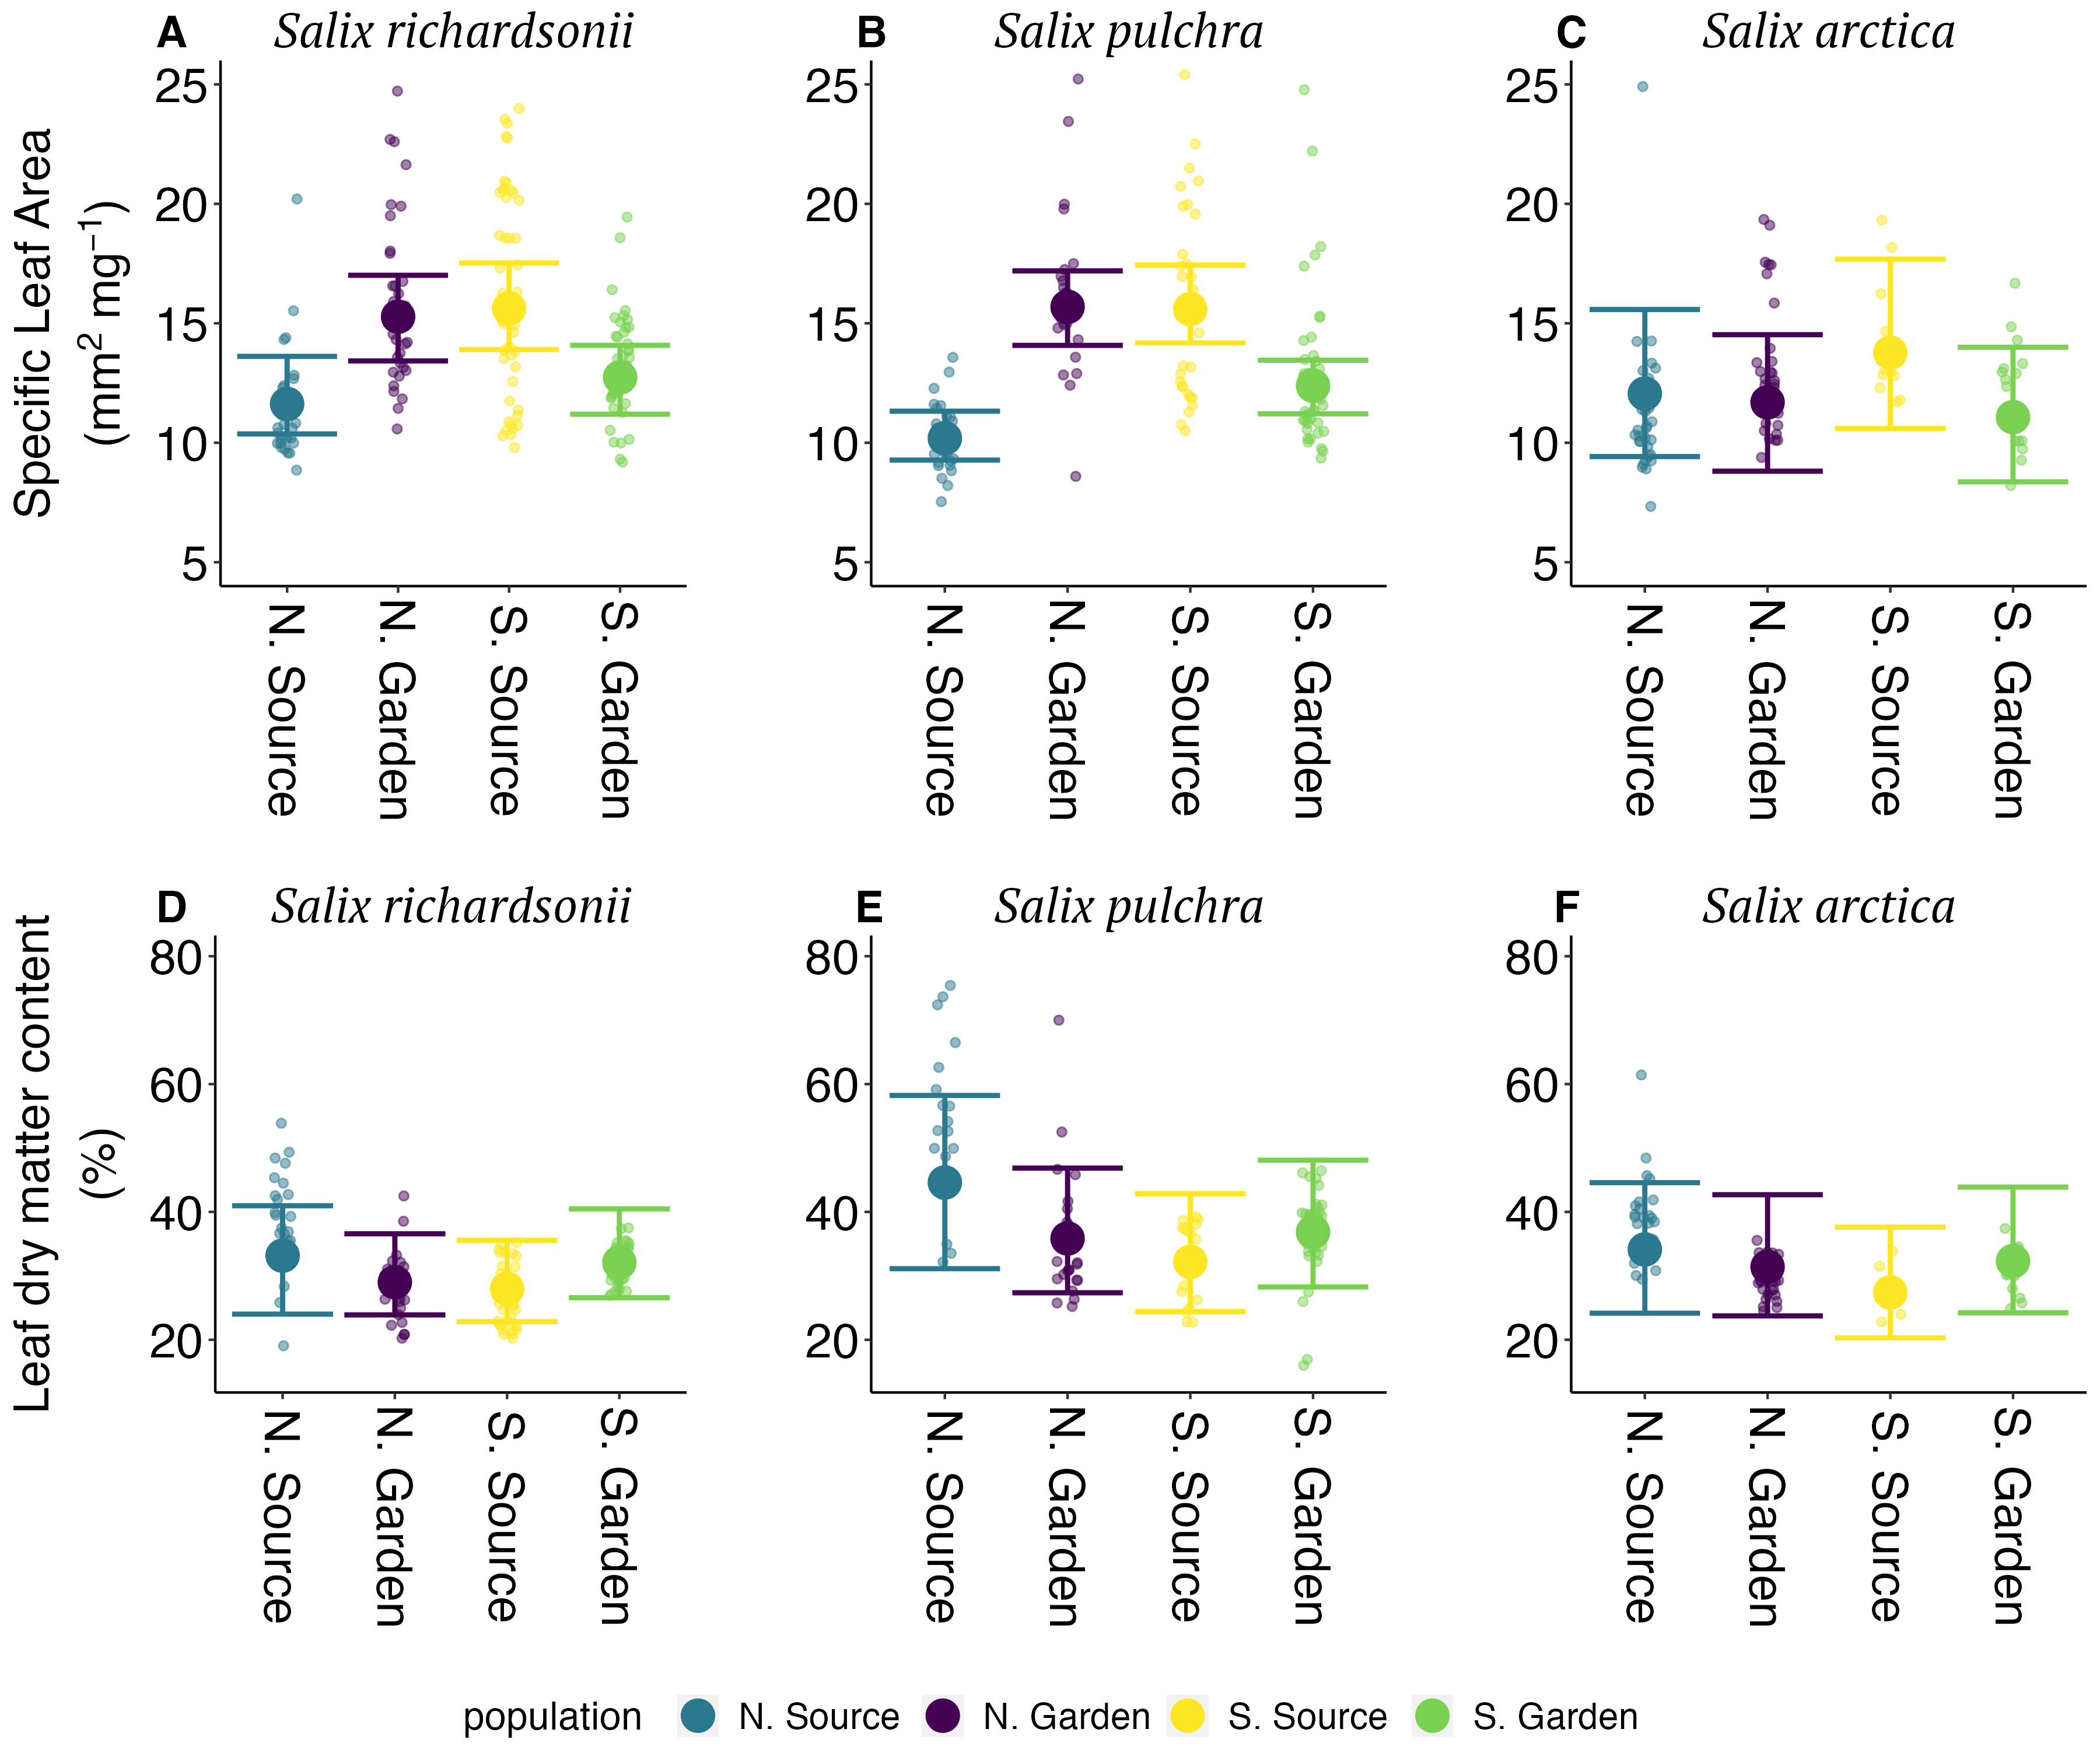 A Salix richardsonii
B Salix pulchra
C Salix arctica
Specific Leaf Area
(mm² mg⁻¹)
25
20
15
10
5
25
20
15
10
5
25
20
15
10
5
N. Source
N. Garden
S. Source
S. Garden
N. Source
N. Garden
S. Source
S. Garden
N. Source
N. Garden
S. Source
S. Garden
D Salix richardsonii
E Salix pulchra
F Salix arctica
Leaf dry matter content
(%)
80
60
40
20
80
60
40
20
80
60
40
20
N. Source
N. Garden
S. Source
S. Garden
N. Source
N. Garden
S. Source
S. Garden
N. Source
N. Garden
S. Source
S. Garden
population N. Source N. Garden S. Source S. Garden